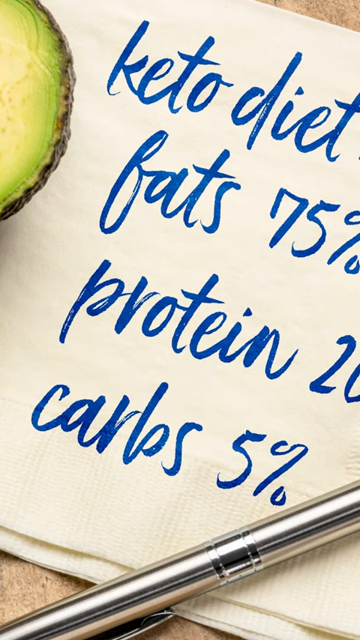 keto diet:
fats 75%
protein 20
carbs 5%